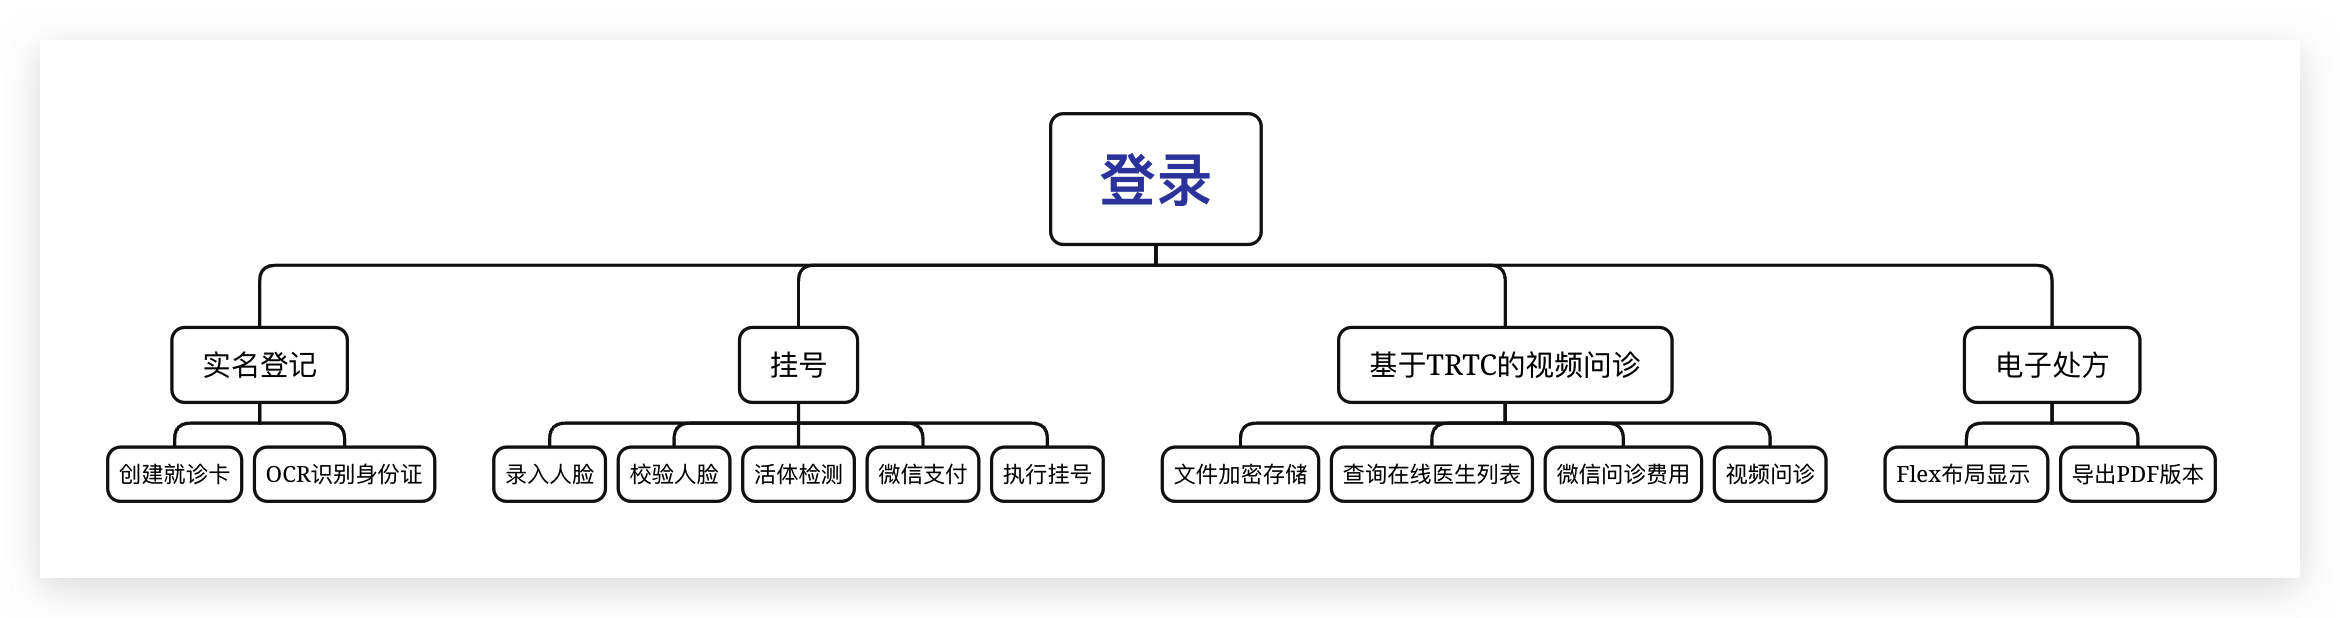 登录
实名登记
挂号
基于TRTC的视频问诊
电子处方
创建就诊卡
OCR识别身份证
录入人脸
校验人脸
活体检测
微信支付
执行挂号
文件加密存储
查询在线医生列表
微信问诊费用
视频问诊
Flex布局显示
导出PDF版本